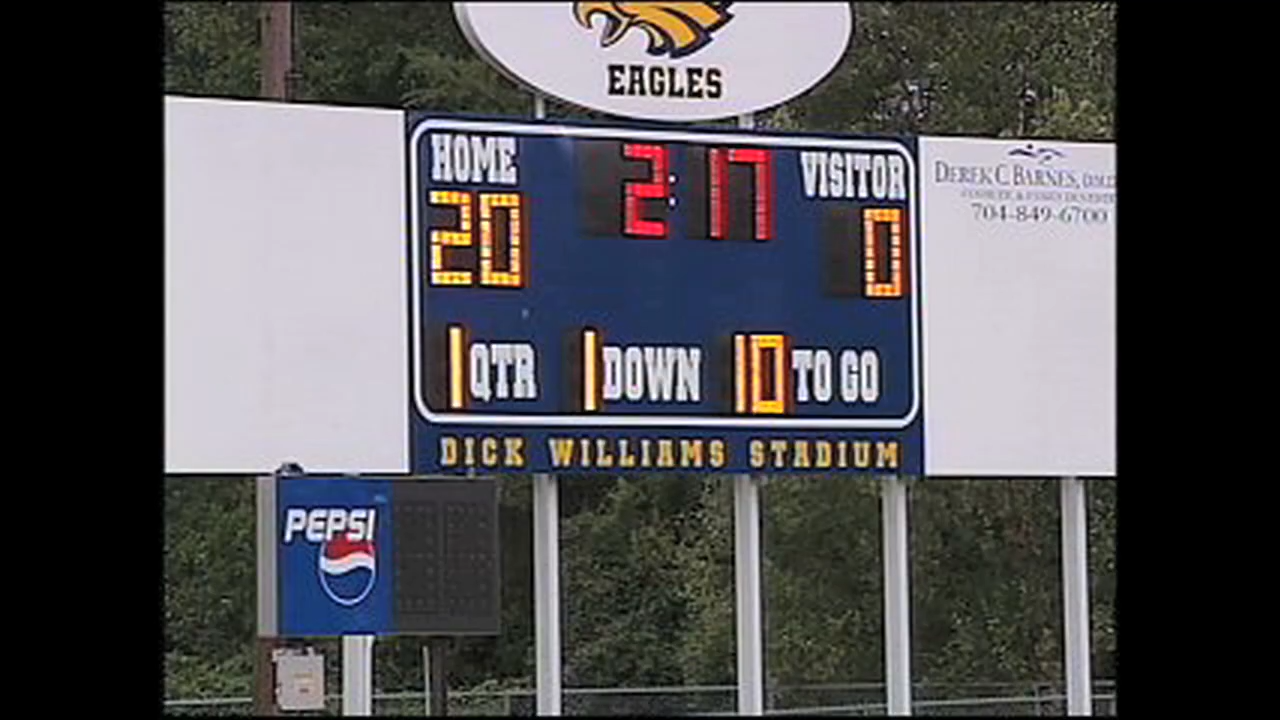 EAGLES
HOME 2:17 VISITOR
20 0
1 QTR 1 DOWN 10 TO GO
DICK WILLIAMS STADIUM
DEREK C. BARNES,
704-849-6700
PEPSI